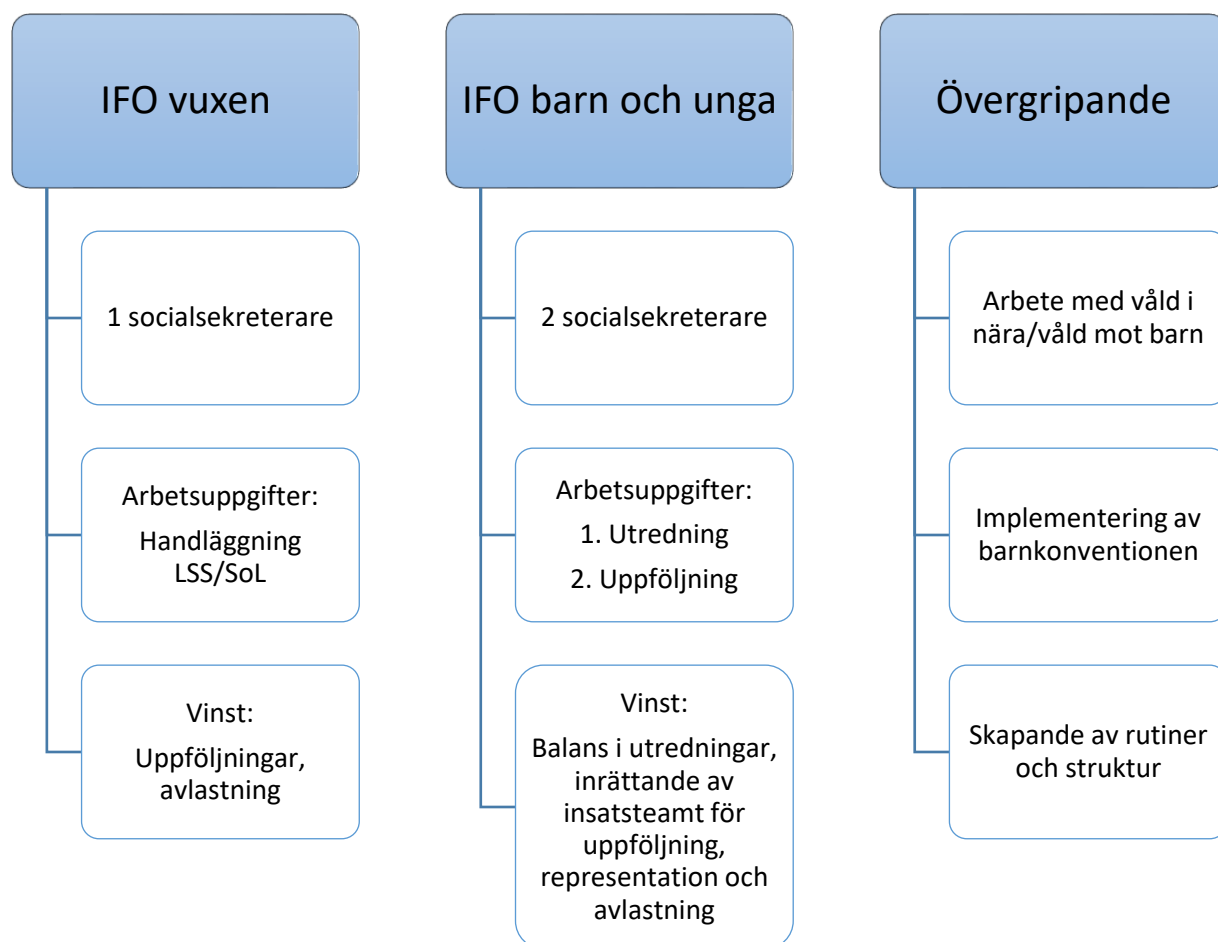 IFO vuxen
1 socialsekreterare
Arbetsuppgifter:
Handläggning
LSS/SoL
Vinst:
Uppföljningar,
avlastning
IFO barn och unga
2 socialsekreterare
Arbetsuppgifter:
1. Utredning
2. Uppföljning
Vinst:
Balans i utredningar,
inrättande av
insatsteamt för
uppföljning,
representation och
avlastning
Övergripande
Arbete med våld i
nära/våld mot barn
Implementering av
barnkonventionen
Skapande av rutiner
och struktur